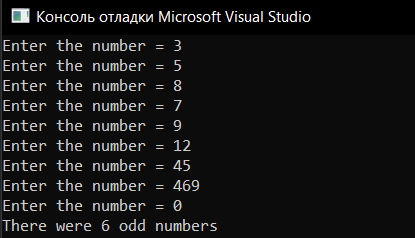 Консоль отладки Microsoft Visual Studio
Enter the number = 3
Enter the number = 5
Enter the number = 8
Enter the number = 7
Enter the number = 9
Enter the number = 12
Enter the number = 45
Enter the number = 469
Enter the number = 0
There were 6 odd numbers